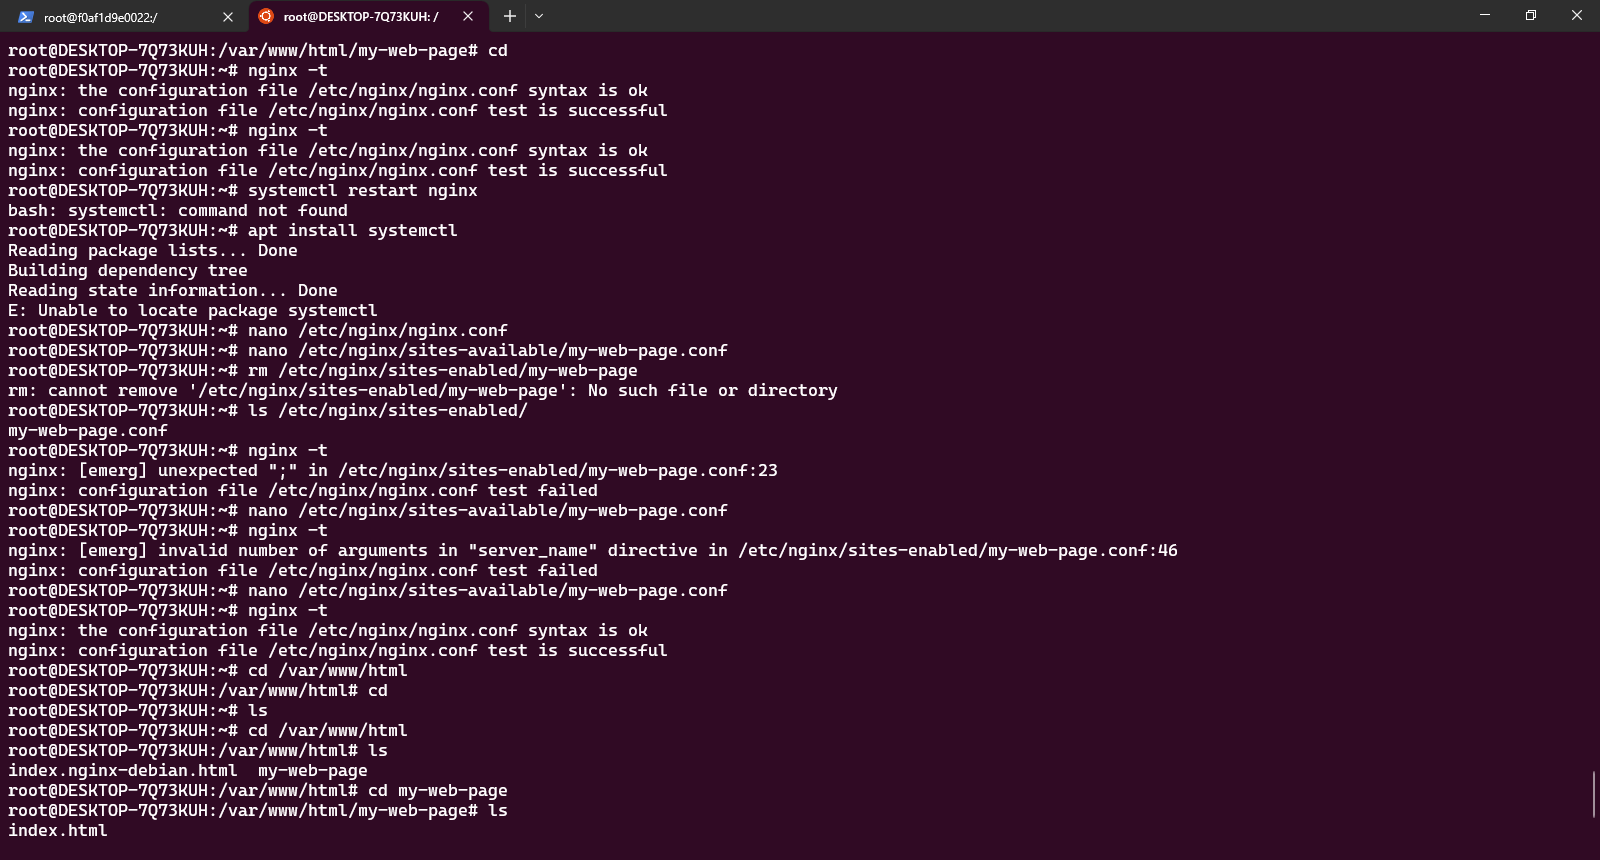 root@f0af1d9e0022:/
root@DESKTOP-7Q73KUH: /
root@DESKTOP-7Q73KUH:/var/www/html/my-web-page# cd
root@DESKTOP-7Q73KUH:~# nginx -t
nginx: the configuration file /etc/nginx/nginx.conf syntax is ok
nginx: configuration file /etc/nginx/nginx.conf test is successful
root@DESKTOP-7Q73KUH:~# nginx -t
nginx: the configuration file /etc/nginx/nginx.conf syntax is ok
nginx: configuration file /etc/nginx/nginx.conf test is successful
root@DESKTOP-7Q73KUH:~# systemctl restart nginx
bash: systemctl: command not found
root@DESKTOP-7Q73KUH:~# apt install systemctl
Reading package lists... Done
Building dependency tree
Reading state information... Done
E: Unable to locate package systemctl
root@DESKTOP-7Q73KUH:~# nano /etc/nginx/nginx.conf
root@DESKTOP-7Q73KUH:~# nano /etc/nginx/sites-available/my-web-page.conf
root@DESKTOP-7Q73KUH:~# rm /etc/nginx/sites-enabled/my-web-page
rm: cannot remove '/etc/nginx/sites-enabled/my-web-page': No such file or directory
root@DESKTOP-7Q73KUH:~# ls /etc/nginx/sites-enabled/
my-web-page.conf
root@DESKTOP-7Q73KUH:~# nginx -t
nginx: [emerg] unexpected ";" in /etc/nginx/sites-enabled/my-web-page.conf:23
nginx: configuration file /etc/nginx/nginx.conf test failed
root@DESKTOP-7Q73KUH:~# nano /etc/nginx/sites-available/my-web-page.conf
root@DESKTOP-7Q73KUH:~# nginx -t
nginx: [emerg] invalid number of arguments in "server_name" directive in /etc/nginx/sites-enabled/my-web-page.conf:46
nginx: configuration file /etc/nginx/nginx.conf test failed
root@DESKTOP-7Q73KUH:~# nano /etc/nginx/sites-available/my-web-page.conf
root@DESKTOP-7Q73KUH:~# nginx -t
nginx: the configuration file /etc/nginx/nginx.conf syntax is ok
nginx: configuration file /etc/nginx/nginx.conf test is successful
root@DESKTOP-7Q73KUH:~# cd /var/www/html
root@DESKTOP-7Q73KUH:/var/www/html# cd
root@DESKTOP-7Q73KUH:~# ls
root@DESKTOP-7Q73KUH:~# cd /var/www/html
root@DESKTOP-7Q73KUH:/var/www/html# ls
index.nginx-debian.html  my-web-page
root@DESKTOP-7Q73KUH:/var/www/html# cd my-web-page
root@DESKTOP-7Q73KUH:/var/www/html/my-web-page# ls
index.html